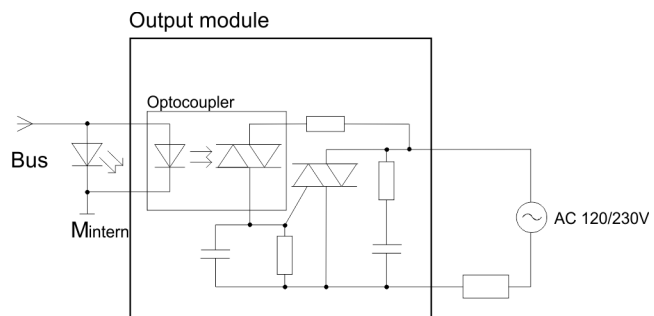 Output module
Optocoupler
Bus
Mintern
AC 120/230V